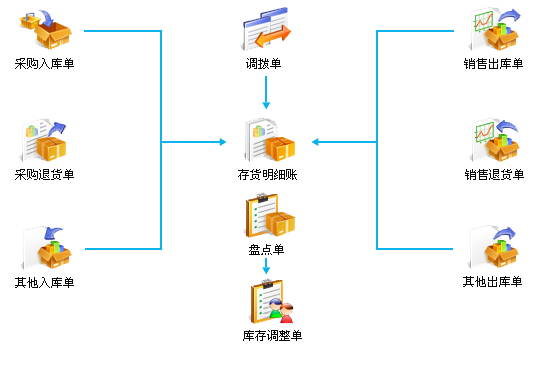 采购入库单
调拨单
销售出库单
采购退货单
存货明细账
销售退货单
盘点单
其他入库单
其他出库单
库存调整单